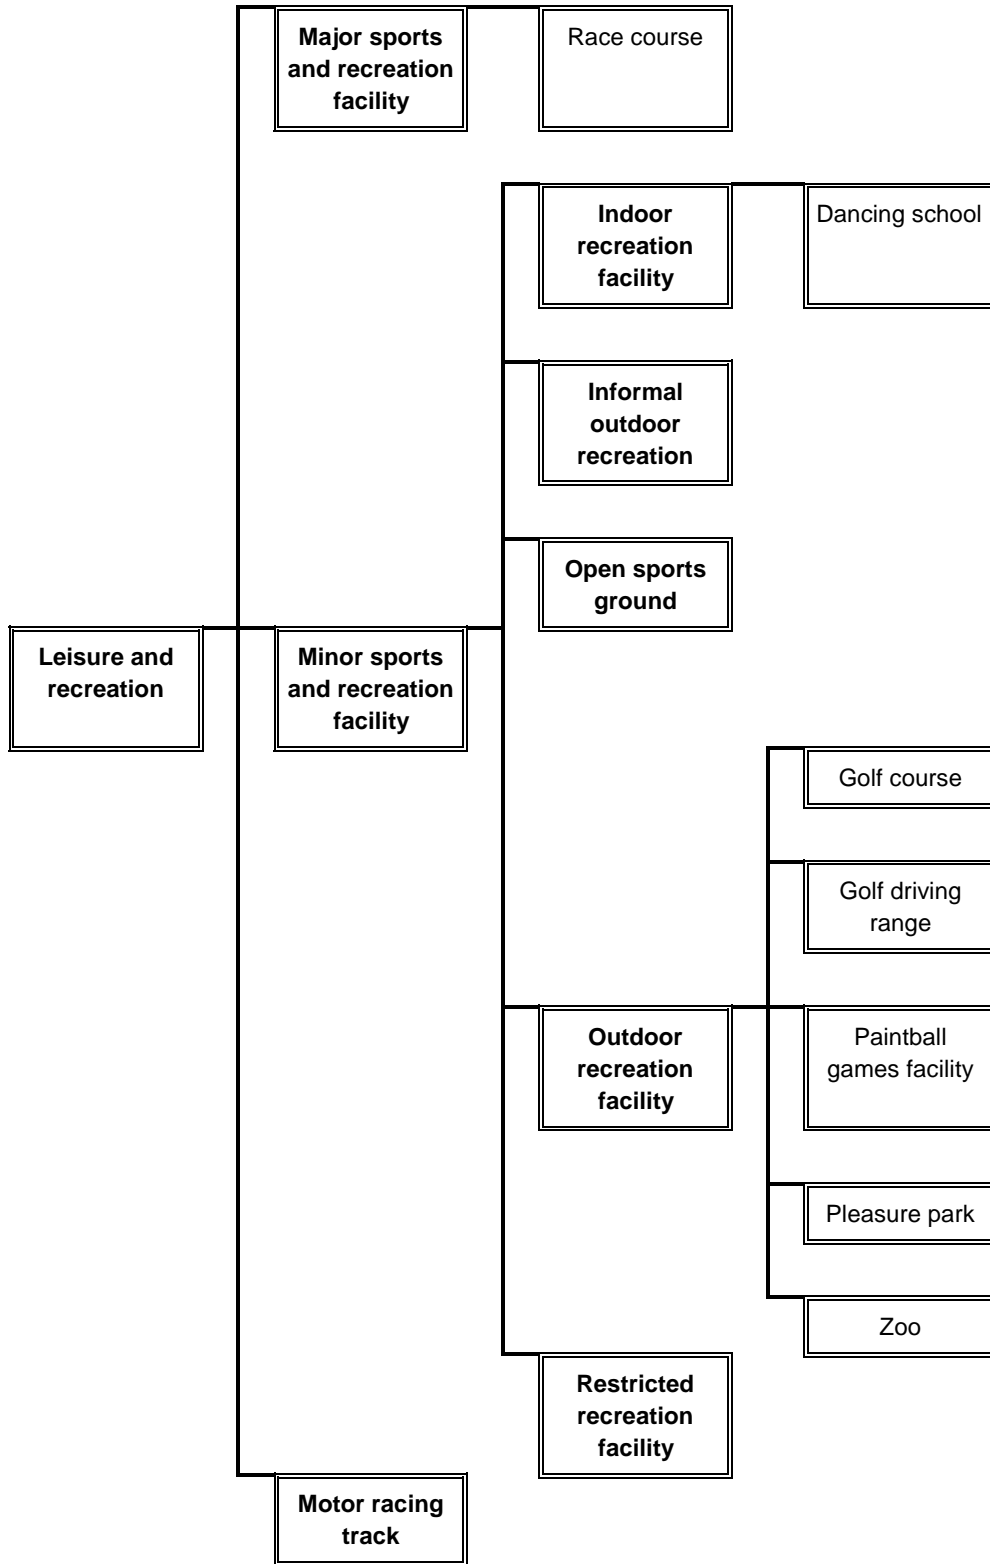 Major sports
and recreation
facility
Race course
Indoor
recreation
facility
Dancing school
Informal
outdoor
recreation
Open sports
ground
Leisure and
recreation
Minor sports
and recreation
facility
Golf course
Golf driving
range
Outdoor
recreation
facility
Paintball
games facility
Pleasure park
Zoo
Restricted
recreation
facility
Motor racing
track